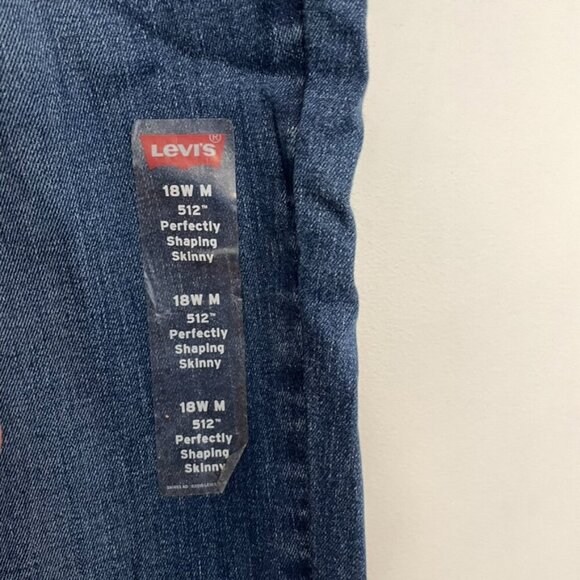 Levi's ®
18W M
512™
Perfectly
Shaping
Skinny
18W M
512™
Perfectly
Shaping
Skinny
18W M
512™
Perfectly
Shaping
Skinny